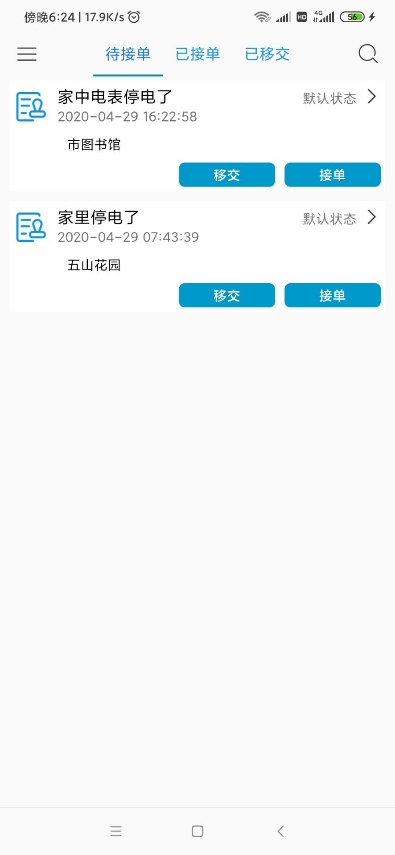 傍晚6:24 | 17.9K/s
HD 4G 56
待接单 已接单 已移交
家中电表停电了 默认状态
2020-04-29 16:22:58
市图书馆
移交 接单
家里停电了 默认状态
2020-04-29 07:43:39
五山花园
移交 接单